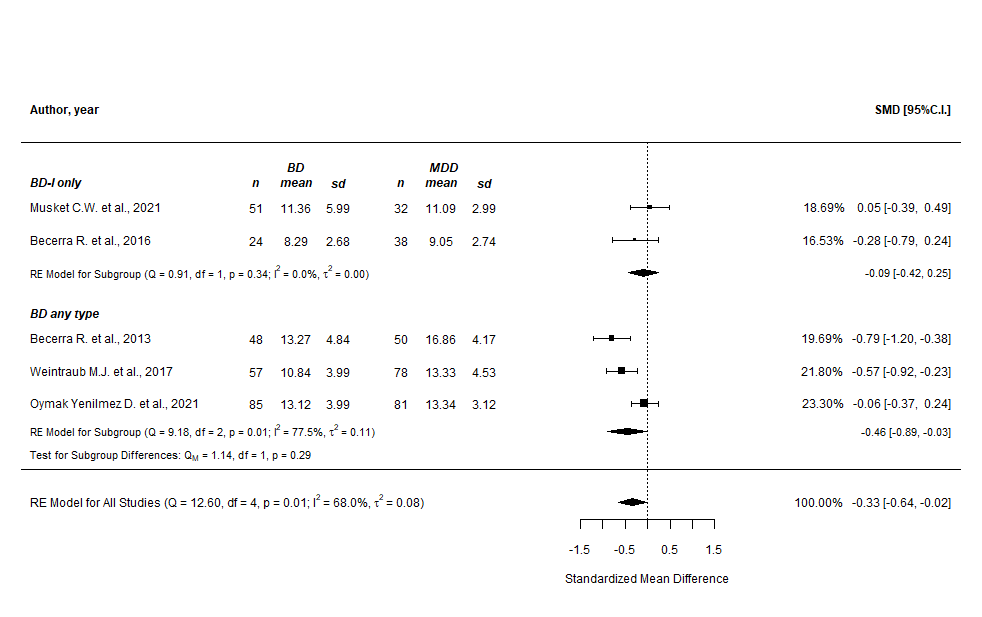 Author, year SMD [95%C.I.]
BD MDD
BD-I only n mean sd n mean sd
Musket C.W. et al., 2021 51 11.36 5.99 32 11.09 2.99 18.69% 0.05 [-0.39, 0.49]
Becerra R. et al., 2016 24 8.29 2.68 38 9.05 2.74 16.53% -0.28 [-0.79, 0.24]
RE Model for Subgroup (Q = 0.91, df = 1, p = 0.34; I² = 0.0%, τ² = 0.00) -0.09 [-0.42, 0.25]
BD any type
Becerra R. et al., 2013 48 13.27 4.84 50 16.86 4.17 19.69% -0.79 [-1.20, -0.38]
Weintraub M.J. et al., 2017 57 10.84 3.99 78 13.33 4.53 21.80% -0.57 [-0.92, -0.23]
Oymak Yenilmez D. et al., 2021 85 13.12 3.99 81 13.34 3.12 23.30% -0.06 [-0.37, 0.24]
RE Model for Subgroup (Q = 9.18, df = 2, p = 0.01; I² = 77.5%, τ² = 0.11) -0.46 [-0.89, -0.03]
Test for Subgroup Differences: Qᴍ = 1.14, df = 1, p = 0.29
RE Model for All Studies (Q = 12.60, df = 4, p = 0.01; I² = 68.0%, τ² = 0.08) 100.00% -0.33 [-0.64, -0.02]
-1.5 -0.5 0.5 1.5
Standardized Mean Difference